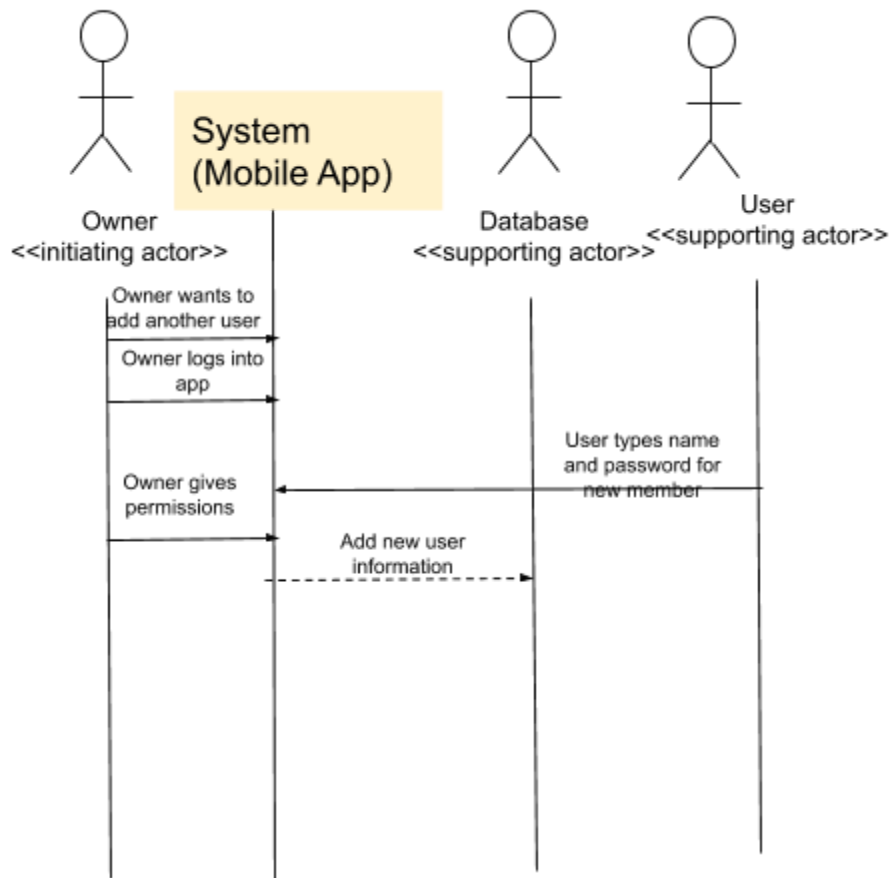 System
(Mobile App)
Owner
<<initiating actor>>
Database
<<supporting actor>>
User
<<supporting actor>>
Owner wants to
add another user
Owner logs into
app
User types name
and password for
new member
Owner gives
permissions
Add new user
information